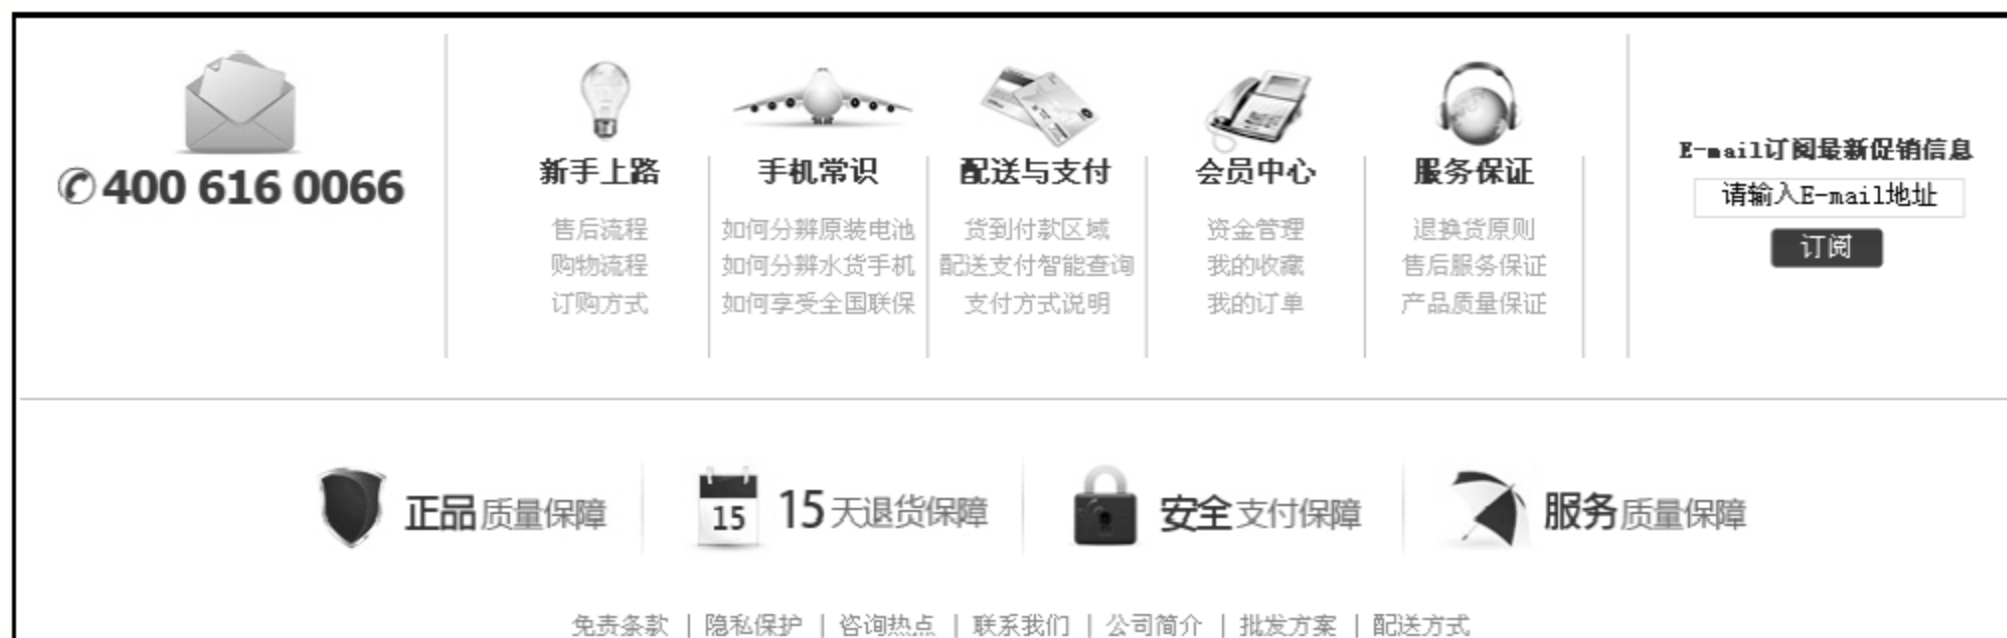 400 616 0066
新手上路
售后流程
购物流程
订购方式
手机常识
如何分辨原装电池
如何分辨水货手机
如何享受全国联保
配送与支付
货到付款区域
配送支付智能查询
支付方式说明
会员中心
资金管理
我的收藏
我的订单
服务保证
退换货原则
售后服务保证
产品质量保证
E-mail订阅最新促销信息
请输入E-mail地址
订阅
正品质量保障
15
15天退货保障
安全支付保障
服务质量保障
免责条款 | 隐私保护 | 咨询热点 | 联系我们 | 公司简介 | 批发方案 | 配送方式